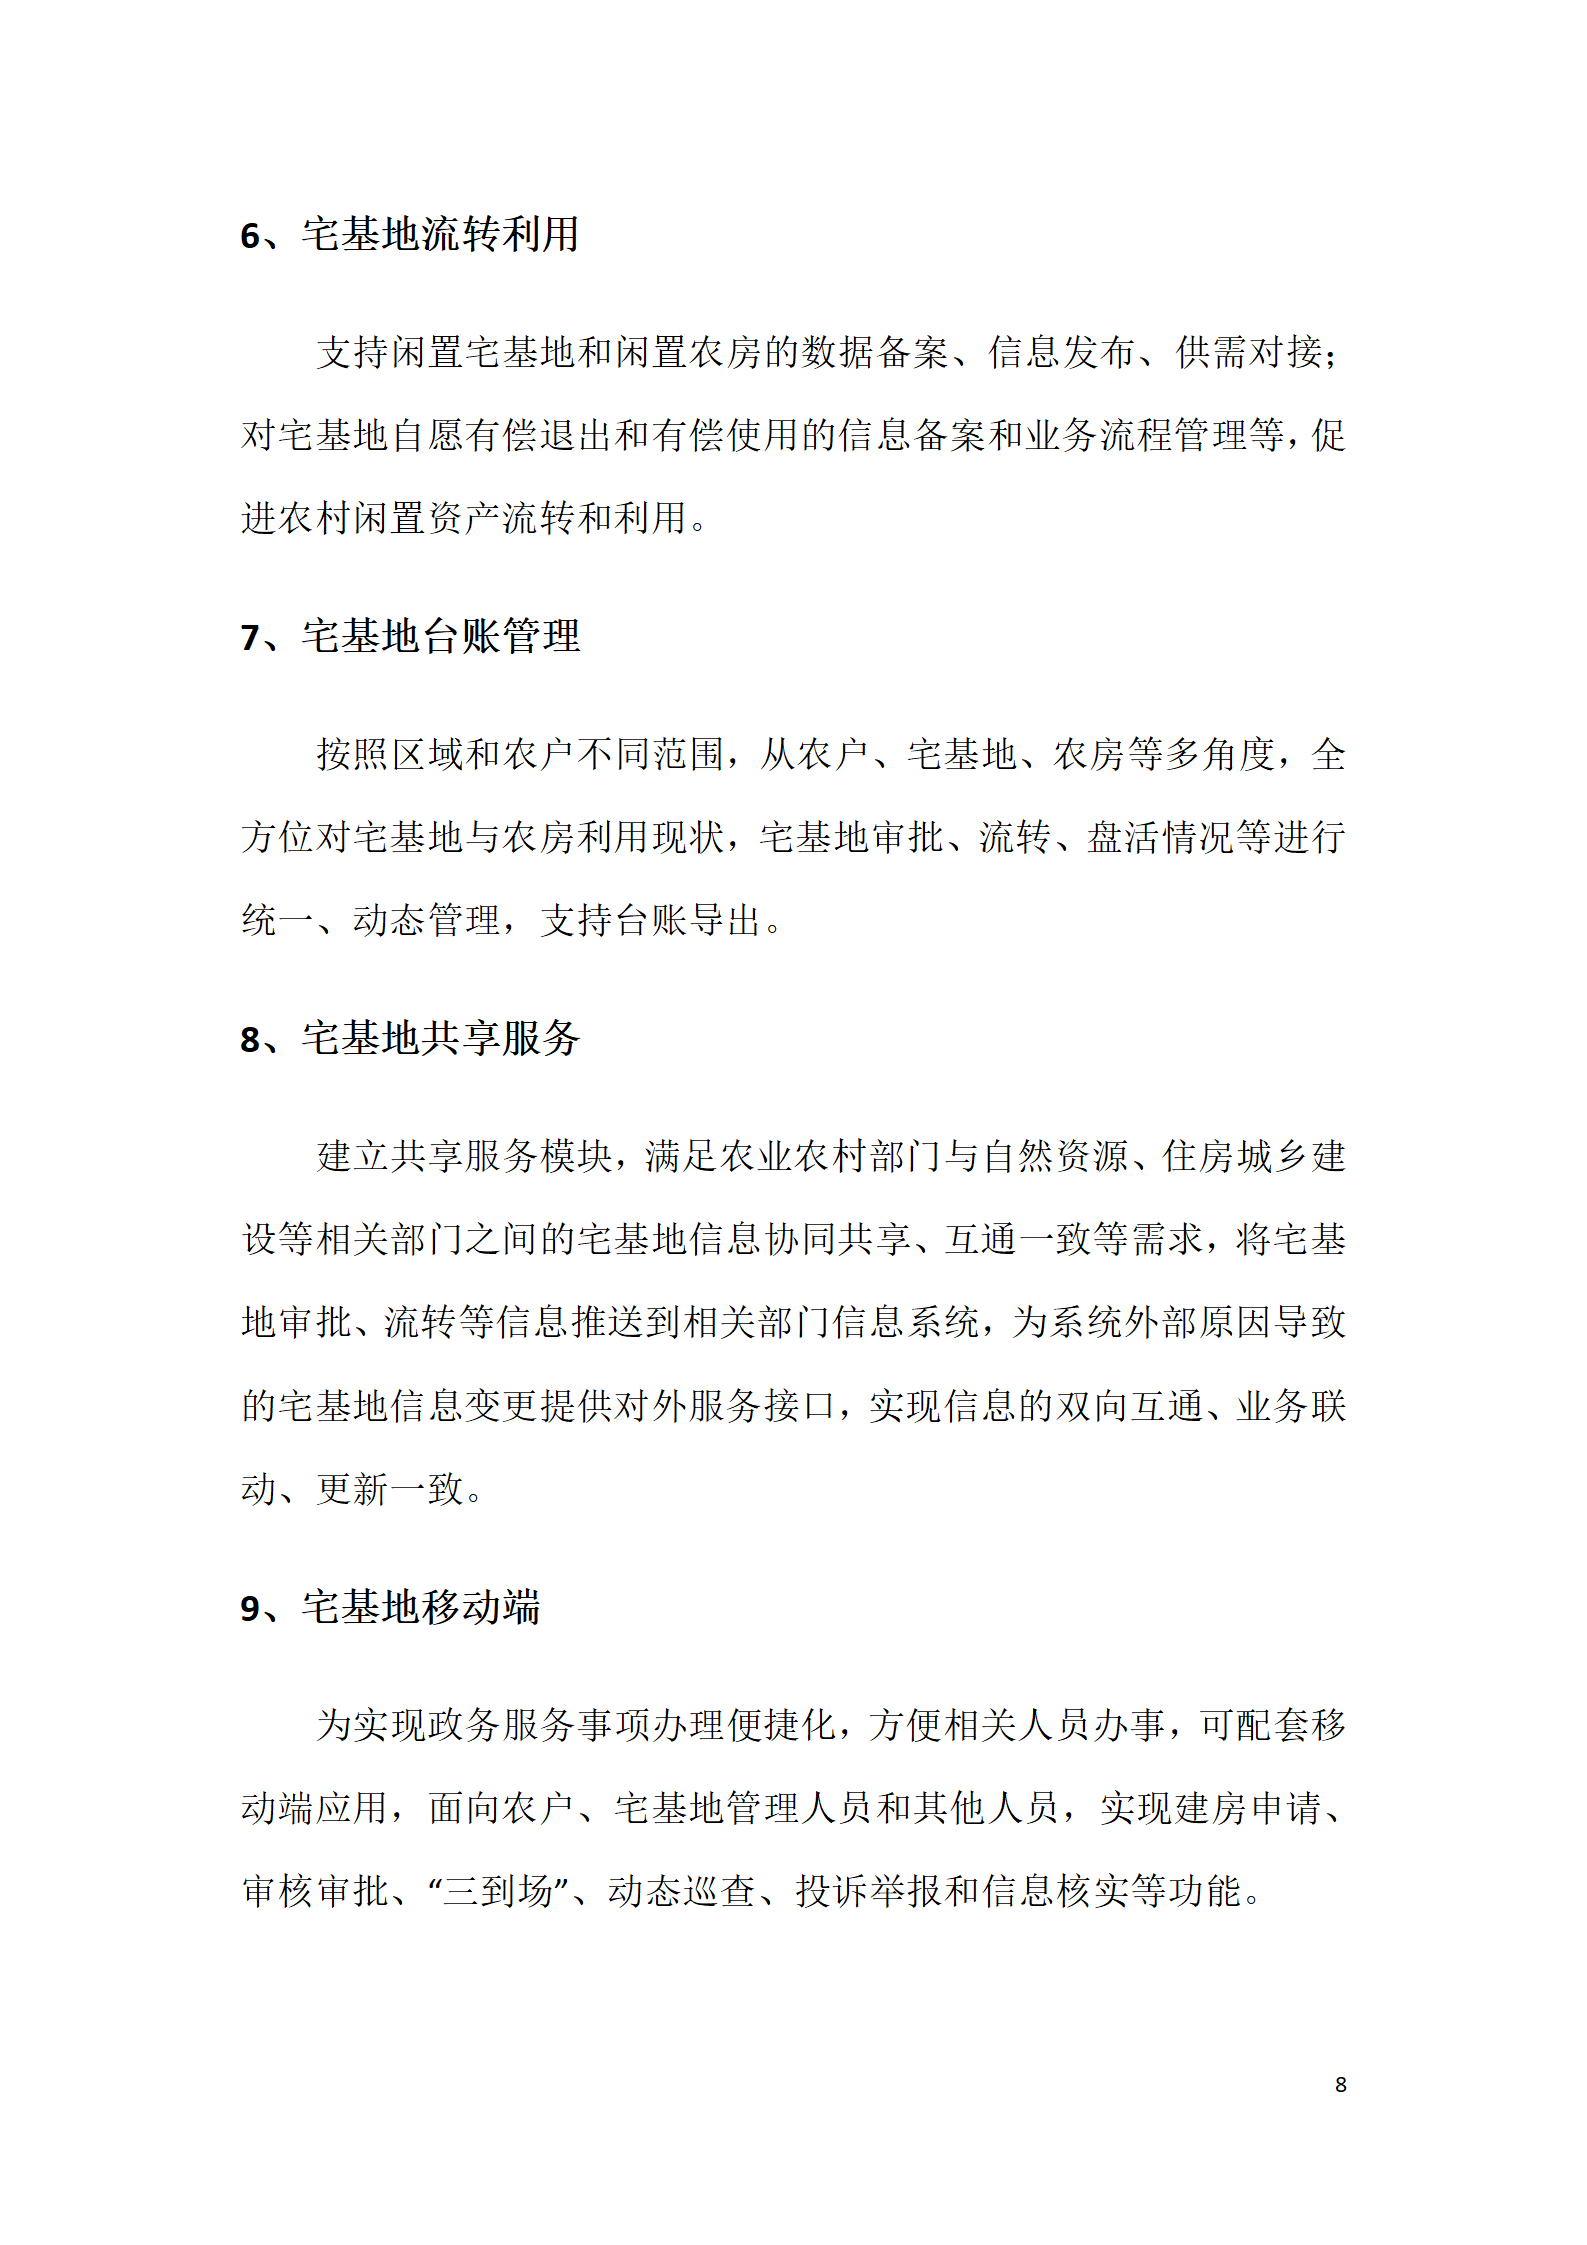 6、宅基地流转利用
支持闲置宅基地和闲置农房的数据备案、信息发布、供需对接；
对宅基地自愿有偿退出和有偿使用的信息备案和业务流程管理等，促
进农村闲置资产流转和利用。
7、宅基地台账管理
按照区域和农户不同范围，从农户、宅基地、农房等多角度，全
方位对宅基地与农房利用现状，宅基地审批、流转、盘活情况等进行
统一、动态管理，支持台账导出。
8、宅基地共享服务
建立共享服务模块，满足农业农村部门与自然资源、住房城乡建
设等相关部门之间的宅基地信息协同共享、互通一致等需求，将宅基
地审批、流转等信息推送到相关部门信息系统，为系统外部原因导致
的宅基地信息变更提供对外服务接口，实现信息的双向互通、业务联
动、更新一致。
9、宅基地移动端
为实现政务服务事项办理便捷化，方便相关人员办事，可配套移
动端应用，面向农户、宅基地管理人员和其他人员，实现建房申请、
审核审批、“三到场”、动态巡查、投诉举报和信息核实等功能。
8